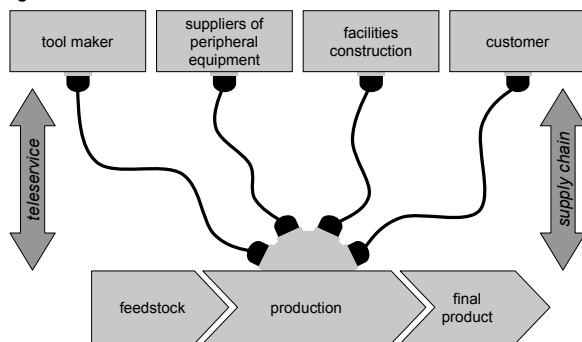 tool maker
suppliers of
peripheral
equipment
facilities
construction
customer
teleservice
supply chain
feedstock
production
final
product